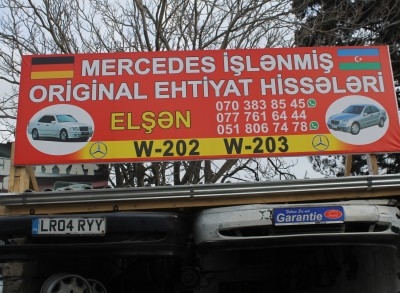 MERCEDES İŞLƏNMİŞ
ORİGİNAL EHTİYAT HİSSƏLƏRİ
ELŞƏN
070 383 85 45
077 761 64 44
051 806 74 78
W-202 W-203
LR04 RYY
Garantie